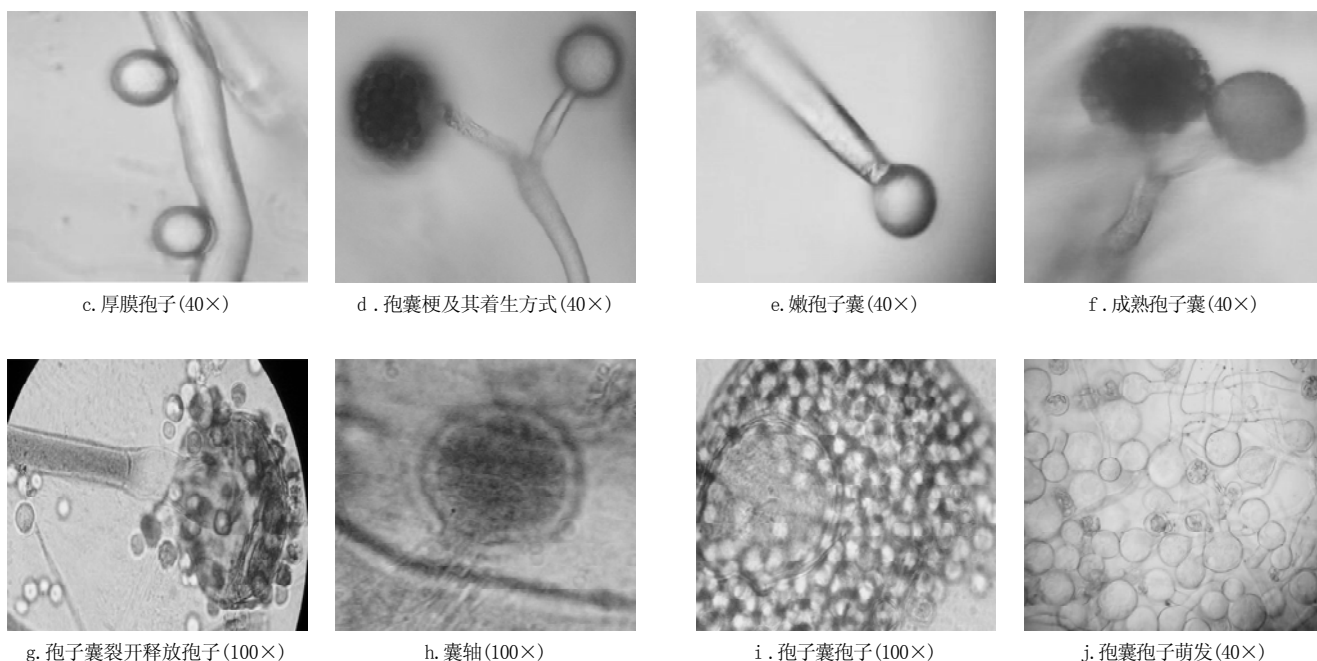 c.厚膜孢子(40×)
d.孢囊梗及其着生方式(40×)
e.嫩孢子囊(40×)
f.成熟孢子囊(40×)
g.孢子囊裂开释放孢子(100×)
h.囊轴(100×)
i.孢子囊孢子(100×)
j.孢囊孢子萌发(40×)